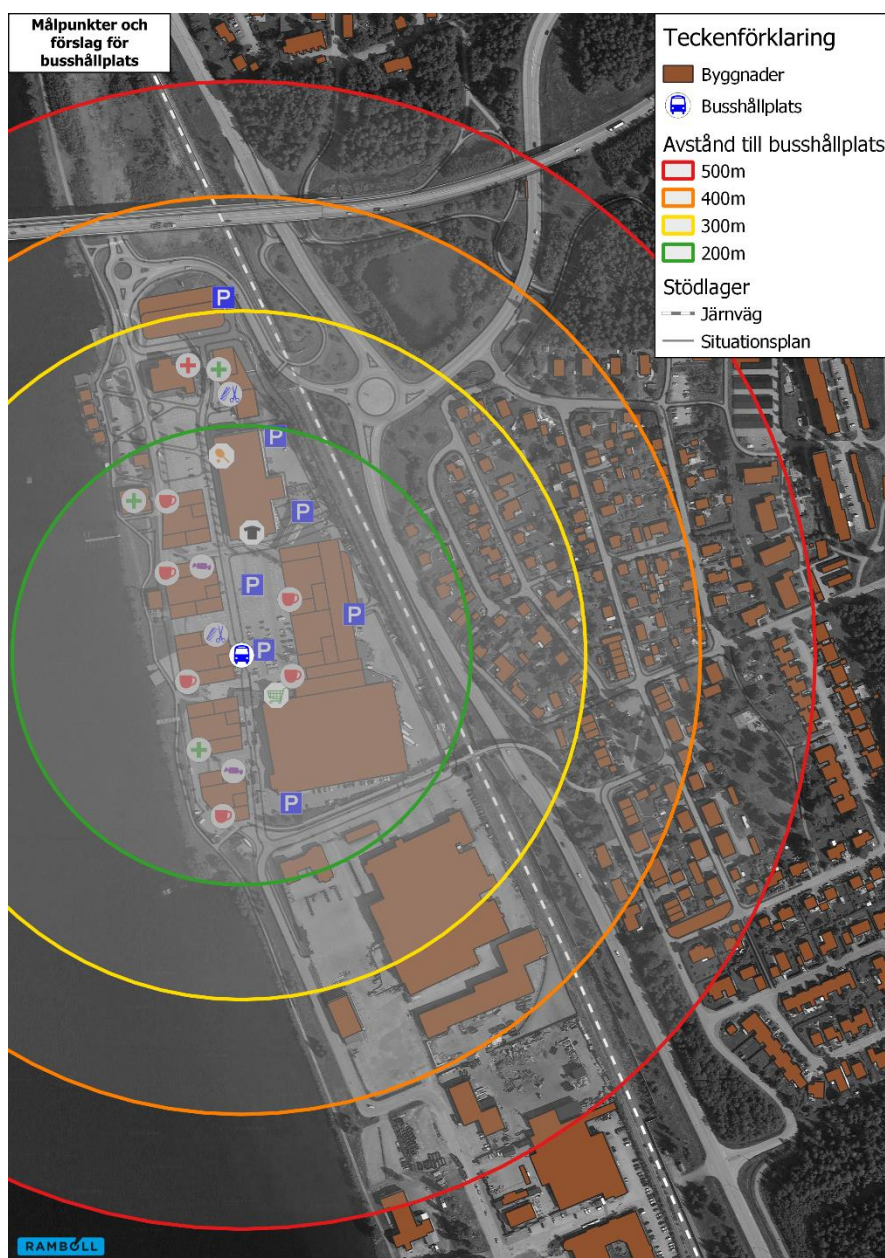 Målpunkter och
förslag för
busshållplats
Teckenförklaring
Byggnader
Busshållplats
Avstånd till busshållplats
500m
400m
300m
200m
Stödlager
Järnväg
Situationsplan
P
P
P
P
P
P
P
RAMBOLL